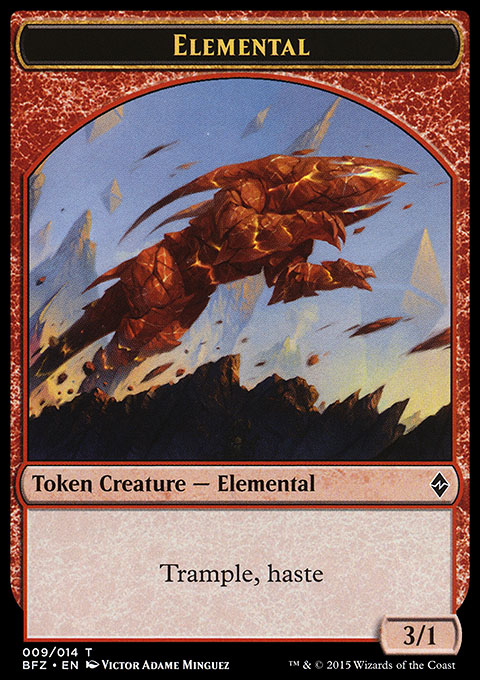 ELEMENTAL
Token Creature — Elemental
Trample, haste
3/1
009/014 T
BFZ • EN VICTOR ADAME MINGUEZ
™ & © 2015 Wizards of the Coast